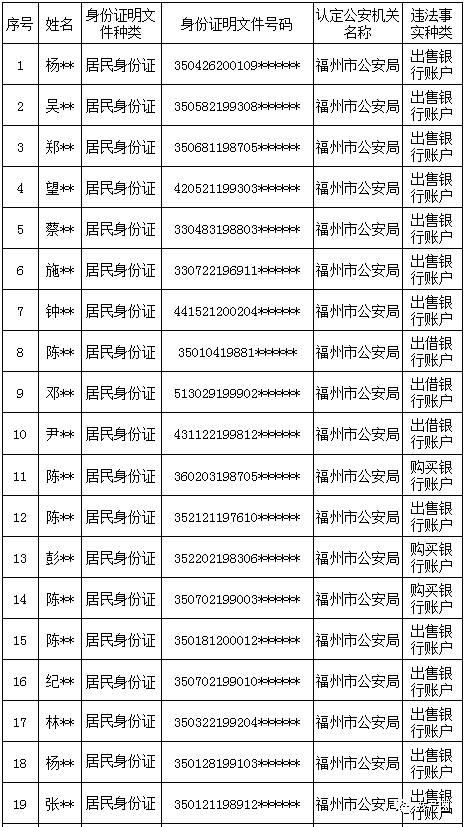 序号 姓名 身份证明文件种类 身份证明文件号码 认定公安机关名称 违法事实种类
1 杨** 居民身份证 350426200109****** 福州市公安局 出售银行账户
2 吴** 居民身份证 350582199308****** 福州市公安局 出售银行账户
3 郑** 居民身份证 350681198705****** 福州市公安局 出售银行账户
4 望** 居民身份证 420521199303****** 福州市公安局 出售银行账户
5 蔡** 居民身份证 330483198803****** 福州市公安局 出售银行账户
6 施** 居民身份证 330722196911****** 福州市公安局 出售银行账户
7 钟** 居民身份证 441521200204****** 福州市公安局 出售银行账户
8 陈** 居民身份证 35010419881****** 福州市公安局 出借银行账户
9 邓** 居民身份证 513029199902****** 福州市公安局 出借银行账户
10 尹** 居民身份证 431122199812****** 福州市公安局 出借银行账户
11 陈** 居民身份证 360203198705****** 福州市公安局 购买银行账户
12 陈** 居民身份证 352121197610****** 福州市公安局 出售银行账户
13 彭** 居民身份证 352202198306****** 福州市公安局 购买银行账户
14 陈** 居民身份证 350702199003****** 福州市公安局 购买银行账户
15 陈** 居民身份证 350181200012****** 福州市公安局 出售银行账户
16 纪** 居民身份证 350702199010****** 福州市公安局 出售银行账户
17 林** 居民身份证 350322199204****** 福州市公安局 出售银行账户
18 杨** 居民身份证 350128199103****** 福州市公安局 出售银行账户
19 张** 居民身份证 350121198912****** 福州市公安局 出售银行账户